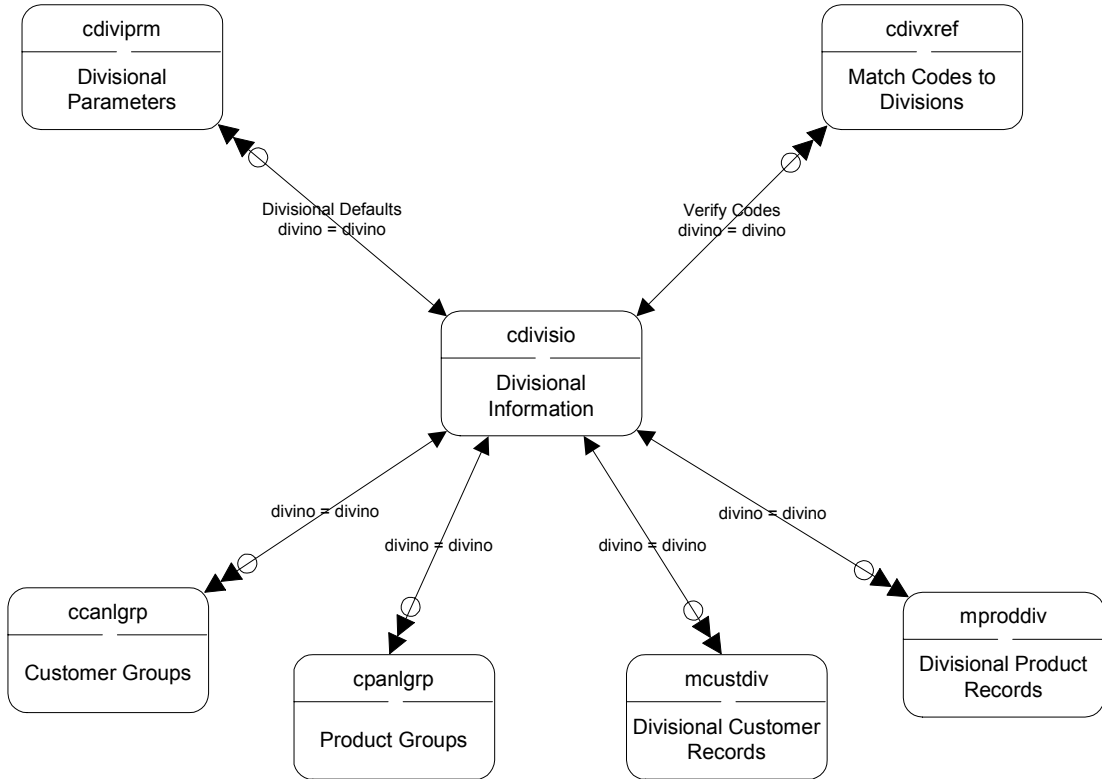 cdiviprm
Divisional
Parameters
cdivxref
Match Codes to
Divisions
Divisional Defaults
divino = divino
Verify Codes
divino = divino
cdivisio
Divisional
Information
divino = divino
divino = divino
divino = divino
divino = divino
ccanlgrp
Customer Groups
cpanlgrp
Product Groups
mcustdiv
Divisional Customer
Records
mproddiv
Divisional Product
Records